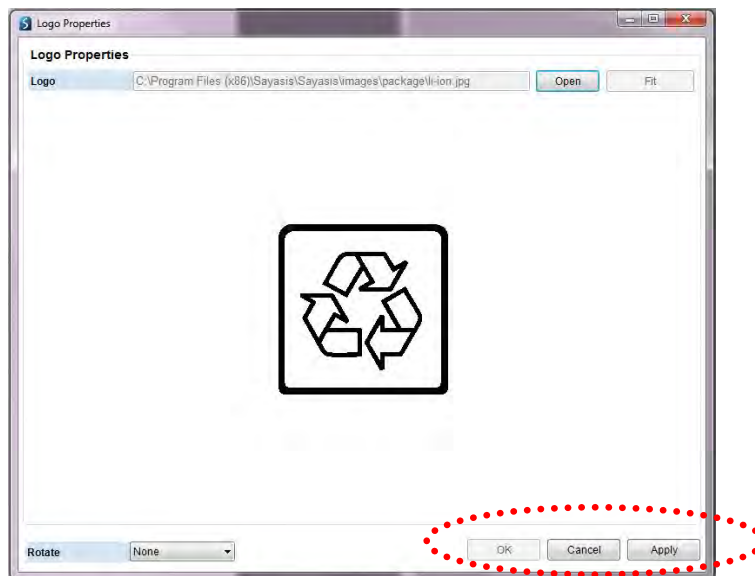 Logo Properties
Logo Properties
Logo C:\Program Files (x86)\Sayasis\Sayasis\images\package\li-ion.jpg Open Fit
Rotate None OK Cancel Apply